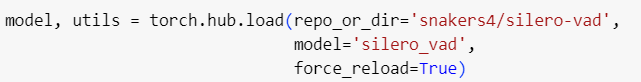 model, utils = torch.hub.load(repo_or_dir='snakers4/silero-vad',
                              model='silero_vad',
                              force_reload=True)